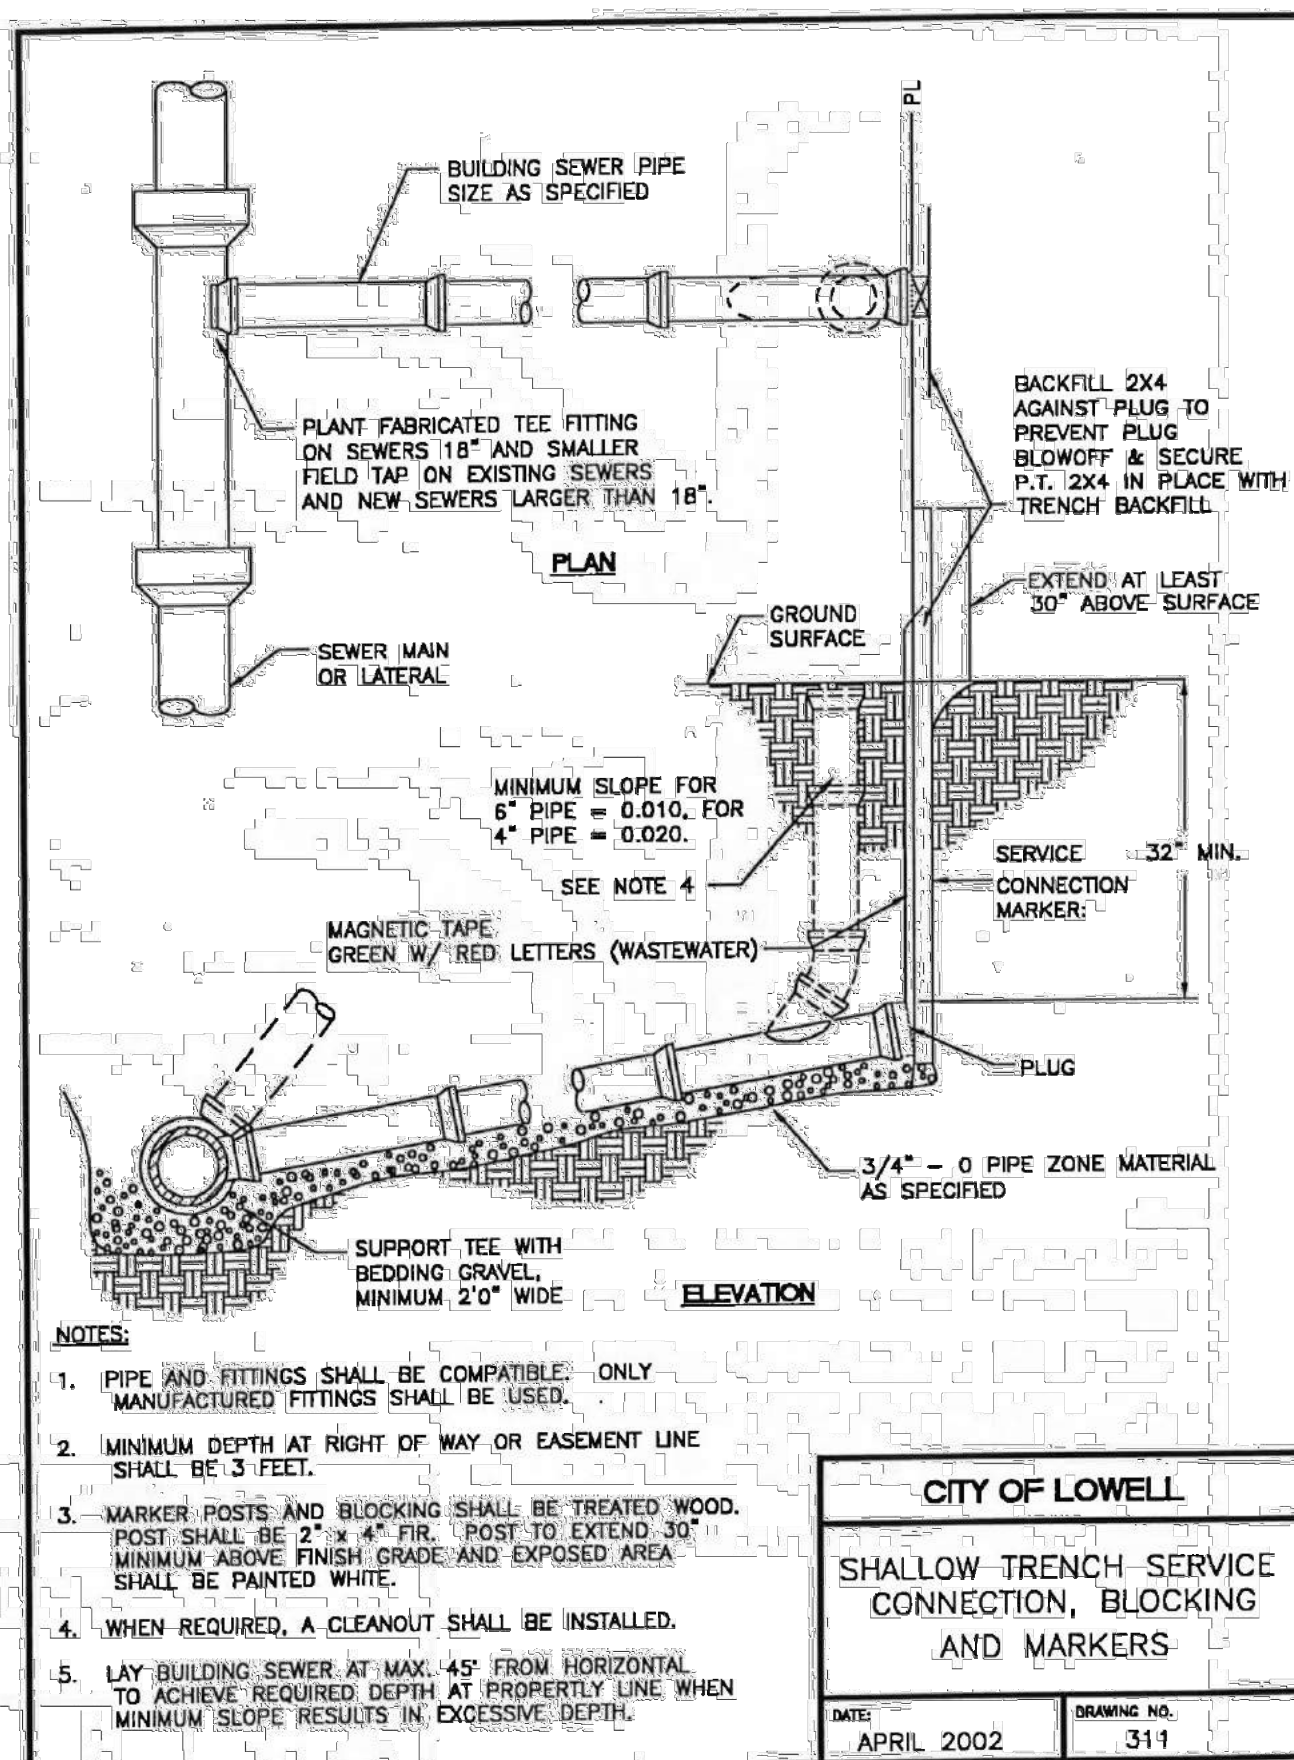 PL
BUILDING SEWER PIPE
SIZE AS SPECIFIED
BACKFILL 2X4
AGAINST PLUG TO
PREVENT PLUG
BLOWOFF & SECURE
P.T. 2X4 IN PLACE WITH
TRENCH BACKFILL
PLANT FABRICATED TEE FITTING
ON SEWERS 18" AND SMALLER
FIELD TAP ON EXISTING SEWERS
AND NEW SEWERS LARGER THAN 18".
PLAN
EXTEND AT LEAST
30" ABOVE SURFACE
GROUND
SURFACE
SEWER MAIN
OR LATERAL
MINIMUM SLOPE FOR
6" PIPE = 0.010, FOR
4" PIPE = 0.020.
SERVICE
CONNECTION
MARKER:
32" MIN.
SEE NOTE 4
MAGNETIC TAPE
GREEN W/ RED LETTERS (WASTEWATER)
PLUG
3/4" - 0 PIPE ZONE MATERIAL
AS SPECIFIED
SUPPORT TEE WITH
BEDDING GRAVEL,
MINIMUM 2'0" WIDE
ELEVATION
NOTES:
1. PIPE AND FITTINGS SHALL BE COMPATIBLE. ONLY
MANUFACTURED FITTINGS SHALL BE USED.
2. MINIMUM DEPTH AT RIGHT OF WAY OR EASEMENT LINE
SHALL BE 3 FEET.
3. MARKER POSTS AND BLOCKING SHALL BE TREATED WOOD.
POST SHALL BE 2" x 4" FIR. POST TO EXTEND 30"
MINIMUM ABOVE FINISH GRADE AND EXPOSED AREA
SHALL BE PAINTED WHITE.
4. WHEN REQUIRED, A CLEANOUT SHALL BE INSTALLED.
5. LAY BUILDING SEWER AT MAX. 45° FROM HORIZONTAL
TO ACHIEVE REQUIRED DEPTH AT PROPERTLY LINE WHEN
MINIMUM SLOPE RESULTS IN EXCESSIVE DEPTH.
CITY OF LOWELL
SHALLOW TRENCH SERVICE
CONNECTION, BLOCKING
AND MARKERS
DATE:
APRIL 2002
DRAWING NO.
311